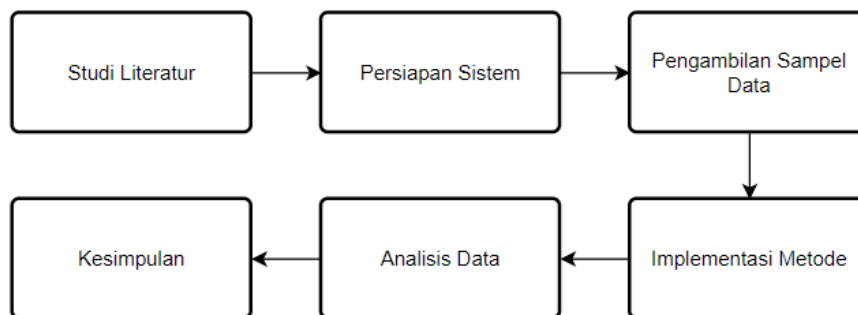 Studi Literatur
Persiapan Sistem
Pengambilan Sampel
Data
Implementasi Metode
Analisis Data
Kesimpulan